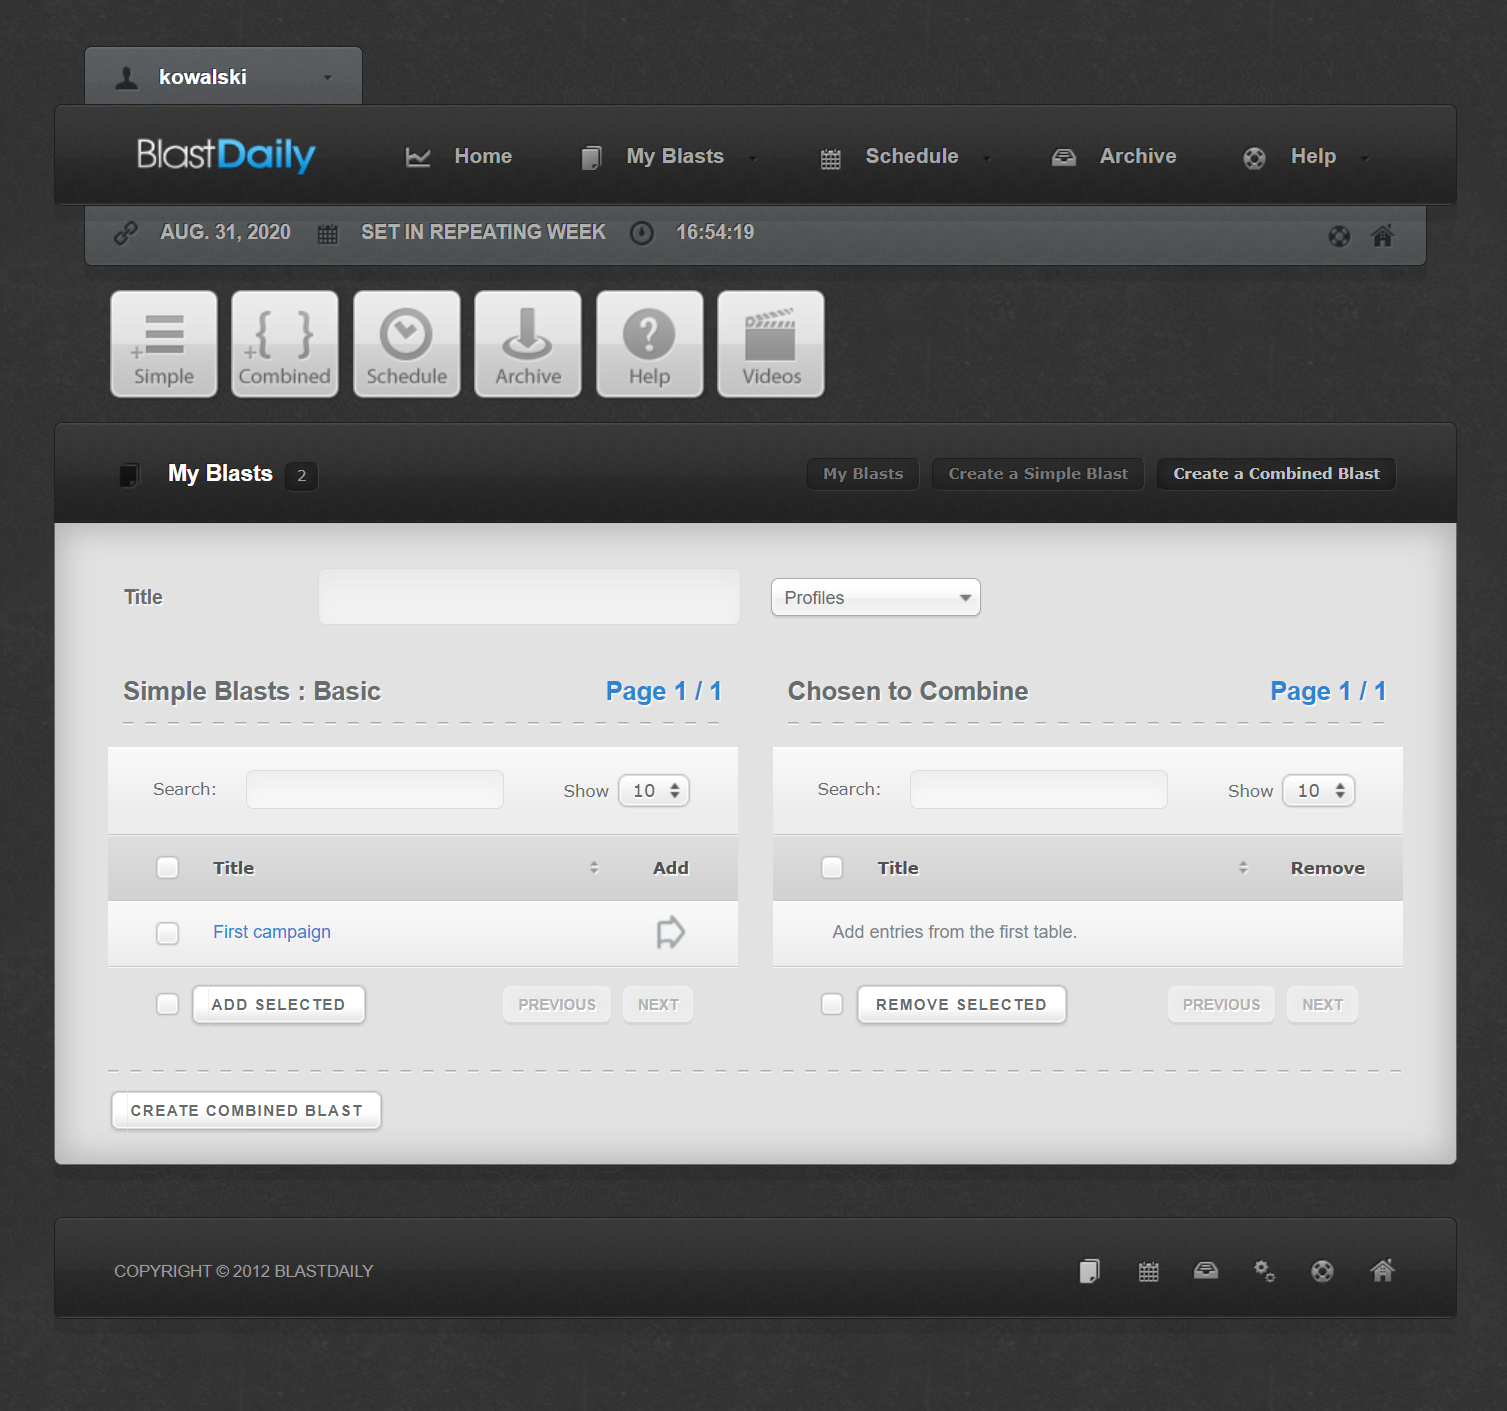 kowalski
BlastDaily Home My Blasts Schedule Archive Help
AUG. 31, 2020 SET IN REPEATING WEEK 16:54:19
Simple Combined Schedule Archive Help Videos
My Blasts 2 My Blasts Create a Simple Blast Create a Combined Blast
Title Profiles
Simple Blasts : Basic Page 1 / 1 Chosen to Combine Page 1 / 1
Search: Show 10 Search: Show 10
Title Add Title Remove
First campaign Add entries from the first table.
ADD SELECTED PREVIOUS NEXT REMOVE SELECTED PREVIOUS NEXT
CREATE COMBINED BLAST
COPYRIGHT © 2012 BLASTDAILY